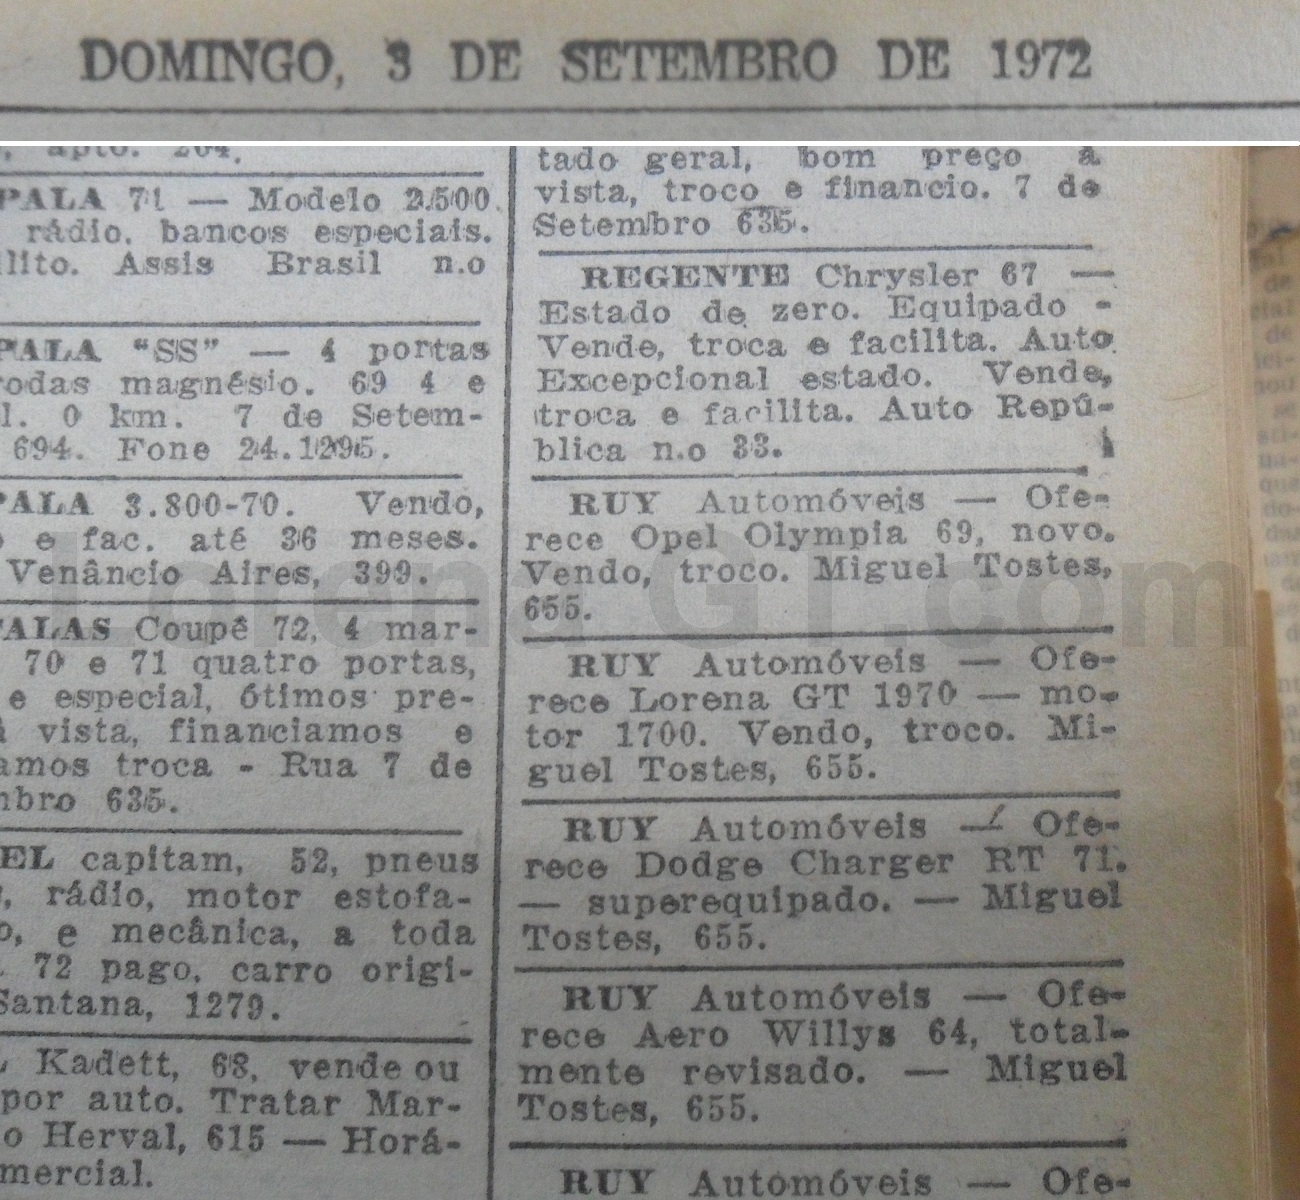 DOMINGO, 3 DE SETEMBRO DE 1972
, apto. 204.
PALA 71 — Modelo 2.500
rádio. bancos especiais.
lito. Assis Brasil n.o
PALA "SS" — 4 portas
rodas magnésio. 69 4 e
l. 0 km. 7 de Setem-
694. Fone 24.1295.
PALA 3.800-70. Vendo,
o e fac. até 36 meses.
Venâncio Aires, 399.
PALAS Coupê 72, 4 mar-
70 e 71 quatro portas,
e especial, ótimos pre-
à vista, financiamos e
amos troca - Rua 7 de
mbro 635.
EL capitam, 52, pneus
, rádio, motor estofa-
o, e mecânica, a toda
72 pago, carro origi-
Santana, 1279.
L Kadett, 68, vende ou
por auto. Tratar Mar-
o Herval, 615 — Horá-
mercial.
tado geral, bom preço à
vista, troco e financio. 7 de
Setembro 635.
REGENTE Chrysler 67 —
Estado de zero. Equipado -
Vende, troca e facilita. Auto
Excepcional estado. Vende,
troca e facilita. Auto Repú-
blica n.o 33.
RUY Automóveis — Ofe-
rece Opel Olympia 69, novo.
Vendo, troco. Miguel Tostes,
655.
RUY Automóveis — Ofe-
rece Lorena GT 1970 — mo-
tor 1700. Vendo, troco. Mi-
guel Tostes, 655.
RUY Automóveis — Ofe-
rece Dodge Charger RT 71.
— superequipado. — Miguel
Tostes, 655.
RUY Automóveis — Ofe-
rece Aero Willys 64, total-
mente revisado. — Miguel
Tostes, 655.
RUY Automóveis — Ofe-
LorenaGT.com